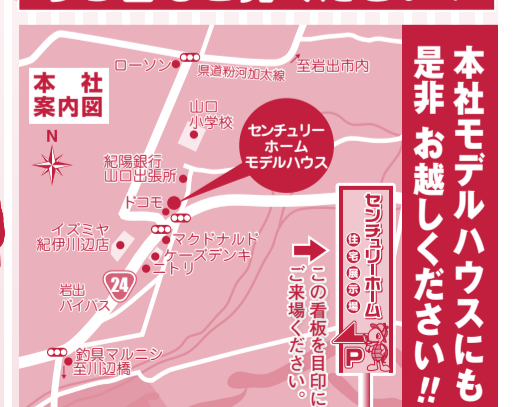 本社モデルハウスにも
是非 お越しください!!
本社
案内図
N
ローソン
県道粉河加太線
至岩出市内
山口
小学校
センチュリー
ホーム
モデルハウス
紀陽銀行
山口出張所
ドコモ
イズミヤ
紀伊川辺店
マクドナルド
ケーズデンキ
ニトリ
24
岩出
バイパス
釣具マルニシ
至川辺橋
センチュリーホーム
住宅展示場
P
この看板を目印に
ご来場ください。